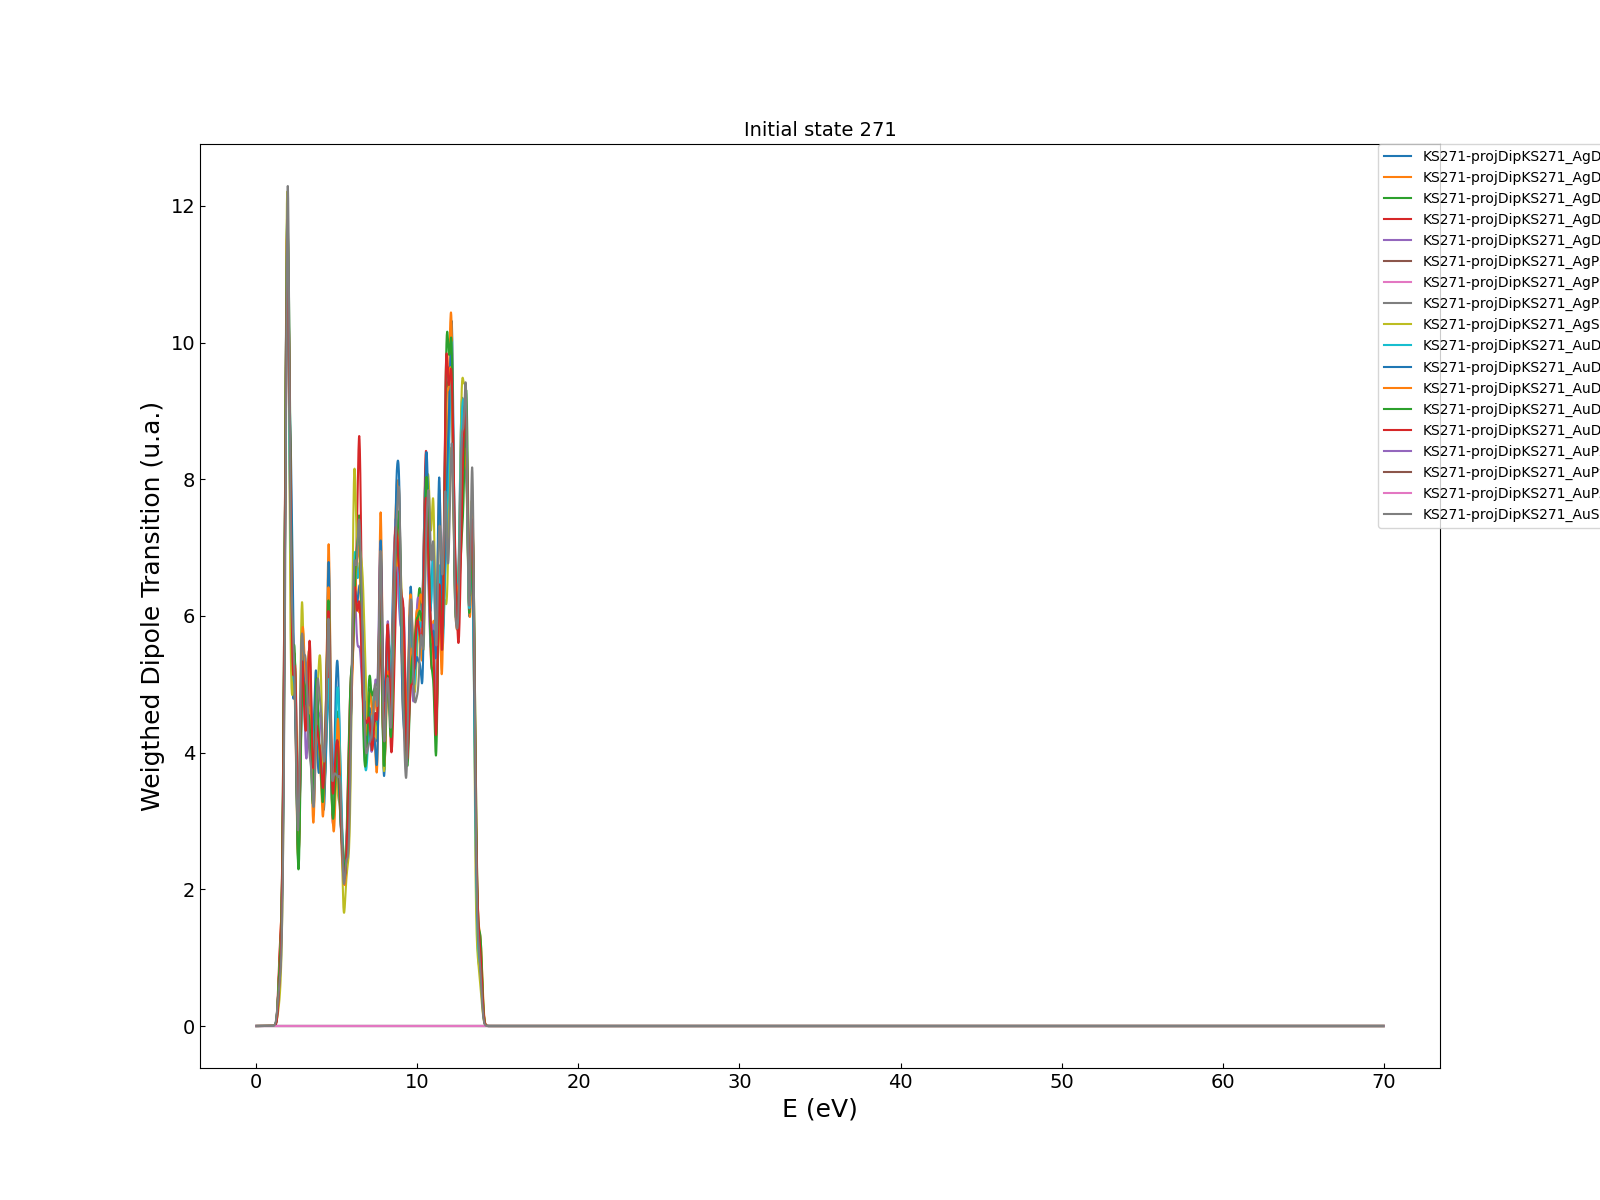 Initial state 271
Weigthed Dipole Transition (u.a.)
12
10
8
6
4
2
0
0 10 20 30 40 50 60 70
E (eV)
KS271-projDipKS271_AgD
KS271-projDipKS271_AgD
KS271-projDipKS271_AgD
KS271-projDipKS271_AgD
KS271-projDipKS271_AgD
KS271-projDipKS271_AgP
KS271-projDipKS271_AgP
KS271-projDipKS271_AgP
KS271-projDipKS271_AgS
KS271-projDipKS271_AuD
KS271-projDipKS271_AuD
KS271-projDipKS271_AuD
KS271-projDipKS271_AuD
KS271-projDipKS271_AuD
KS271-projDipKS271_AuP
KS271-projDipKS271_AuP
KS271-projDipKS271_AuP
KS271-projDipKS271_AuS